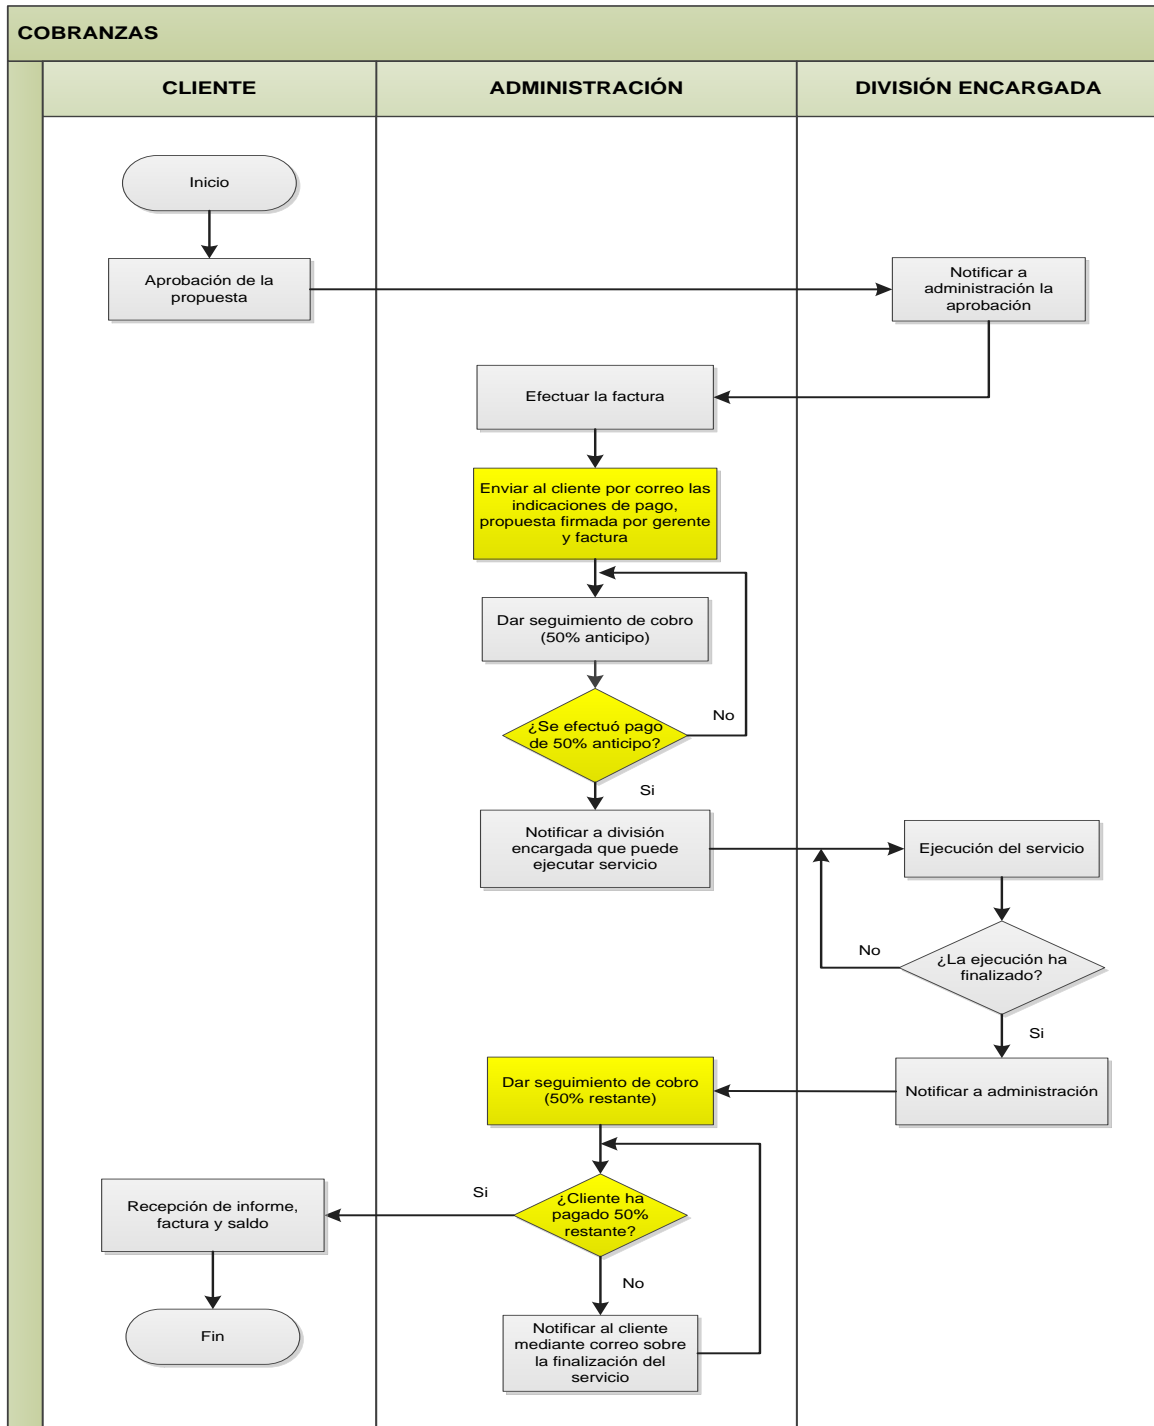 COBRANZAS
CLIENTE
ADMINISTRACIÓN
DIVISIÓN ENCARGADA
Inicio
Aprobación de la
propuesta
Notificar a
administración la
aprobación
Efectuar la factura
Enviar al cliente por correo las
indicaciones de pago,
propuesta firmada por gerente
y factura
Dar seguimiento de cobro
(50% anticipo)
¿Se efectuó pago
de 50% anticipo?
No
Si
Notificar a división
encargada que puede
ejecutar servicio
Ejecución del servicio
¿La ejecución ha
finalizado?
No
Si
Notificar a administración
Dar seguimiento de cobro
(50% restante)
¿Cliente ha
pagado 50%
restante?
Si
No
Recepción de informe,
factura y saldo
Notificar al cliente
mediante correo sobre
la finalización del
servicio
Fin